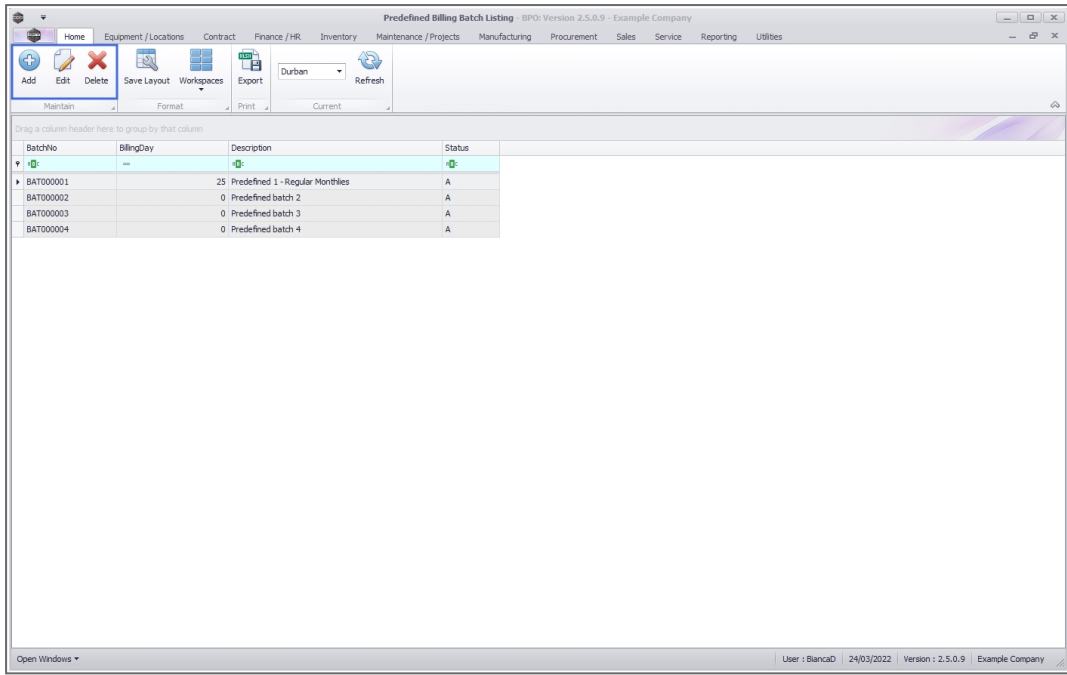 Predefined Billing Batch Listing - BPO: Version 2.5.0.9 - Example Company
Home Equipment / Locations Contract Finance / HR Inventory Maintenance / Projects Manufacturing Procurement Sales Service Reporting Utilities
Add Edit Delete Save Layout Workspaces Export Durban Refresh
Maintain Format Print Current
Drag a column header here to group by that column
BatchNo BillingDay Description Status
BAT000001 25 Predefined 1 - Regular Monthlies A
BAT000002 0 Predefined batch 2 A
BAT000003 0 Predefined batch 3 A
BAT000004 0 Predefined batch 4 A
Open Windows User : BiancaD 24/03/2022 Version : 2.5.0.9 Example Company